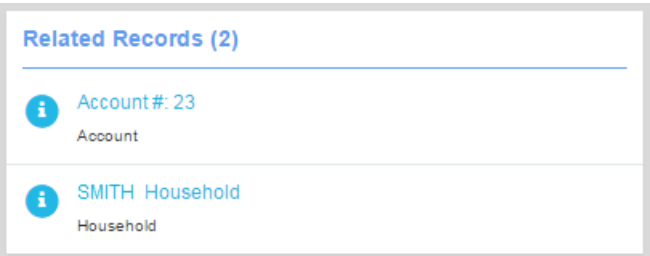 Related Records (2)
Account #: 23
Account
SMITH Household
Household